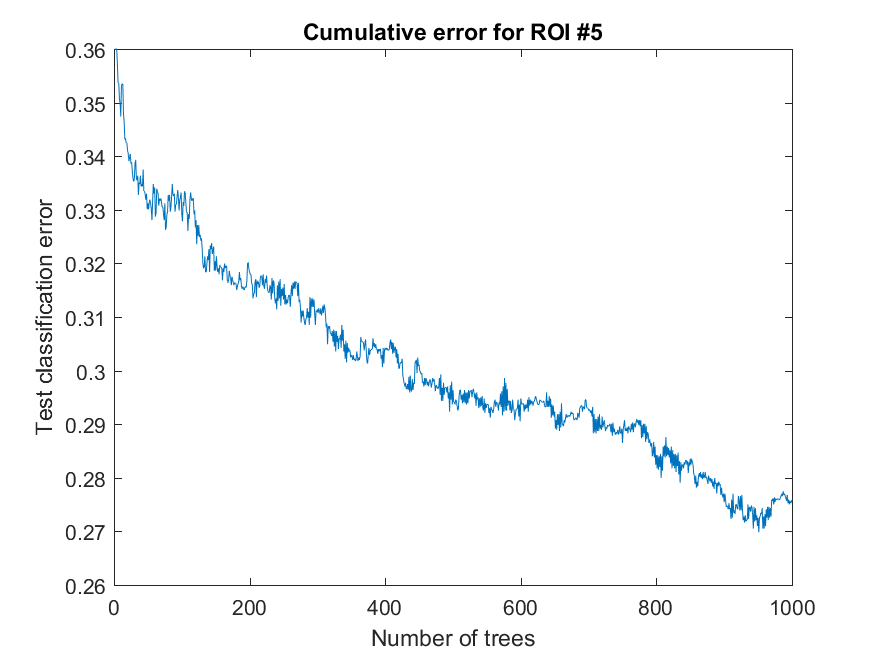 Cumulative error for ROI #5
0.36
0.35
0.34
0.33
0.32
0.31
0.3
0.29
0.28
0.27
0.26
Test classification error
0 200 400 600 800 1000
Number of trees